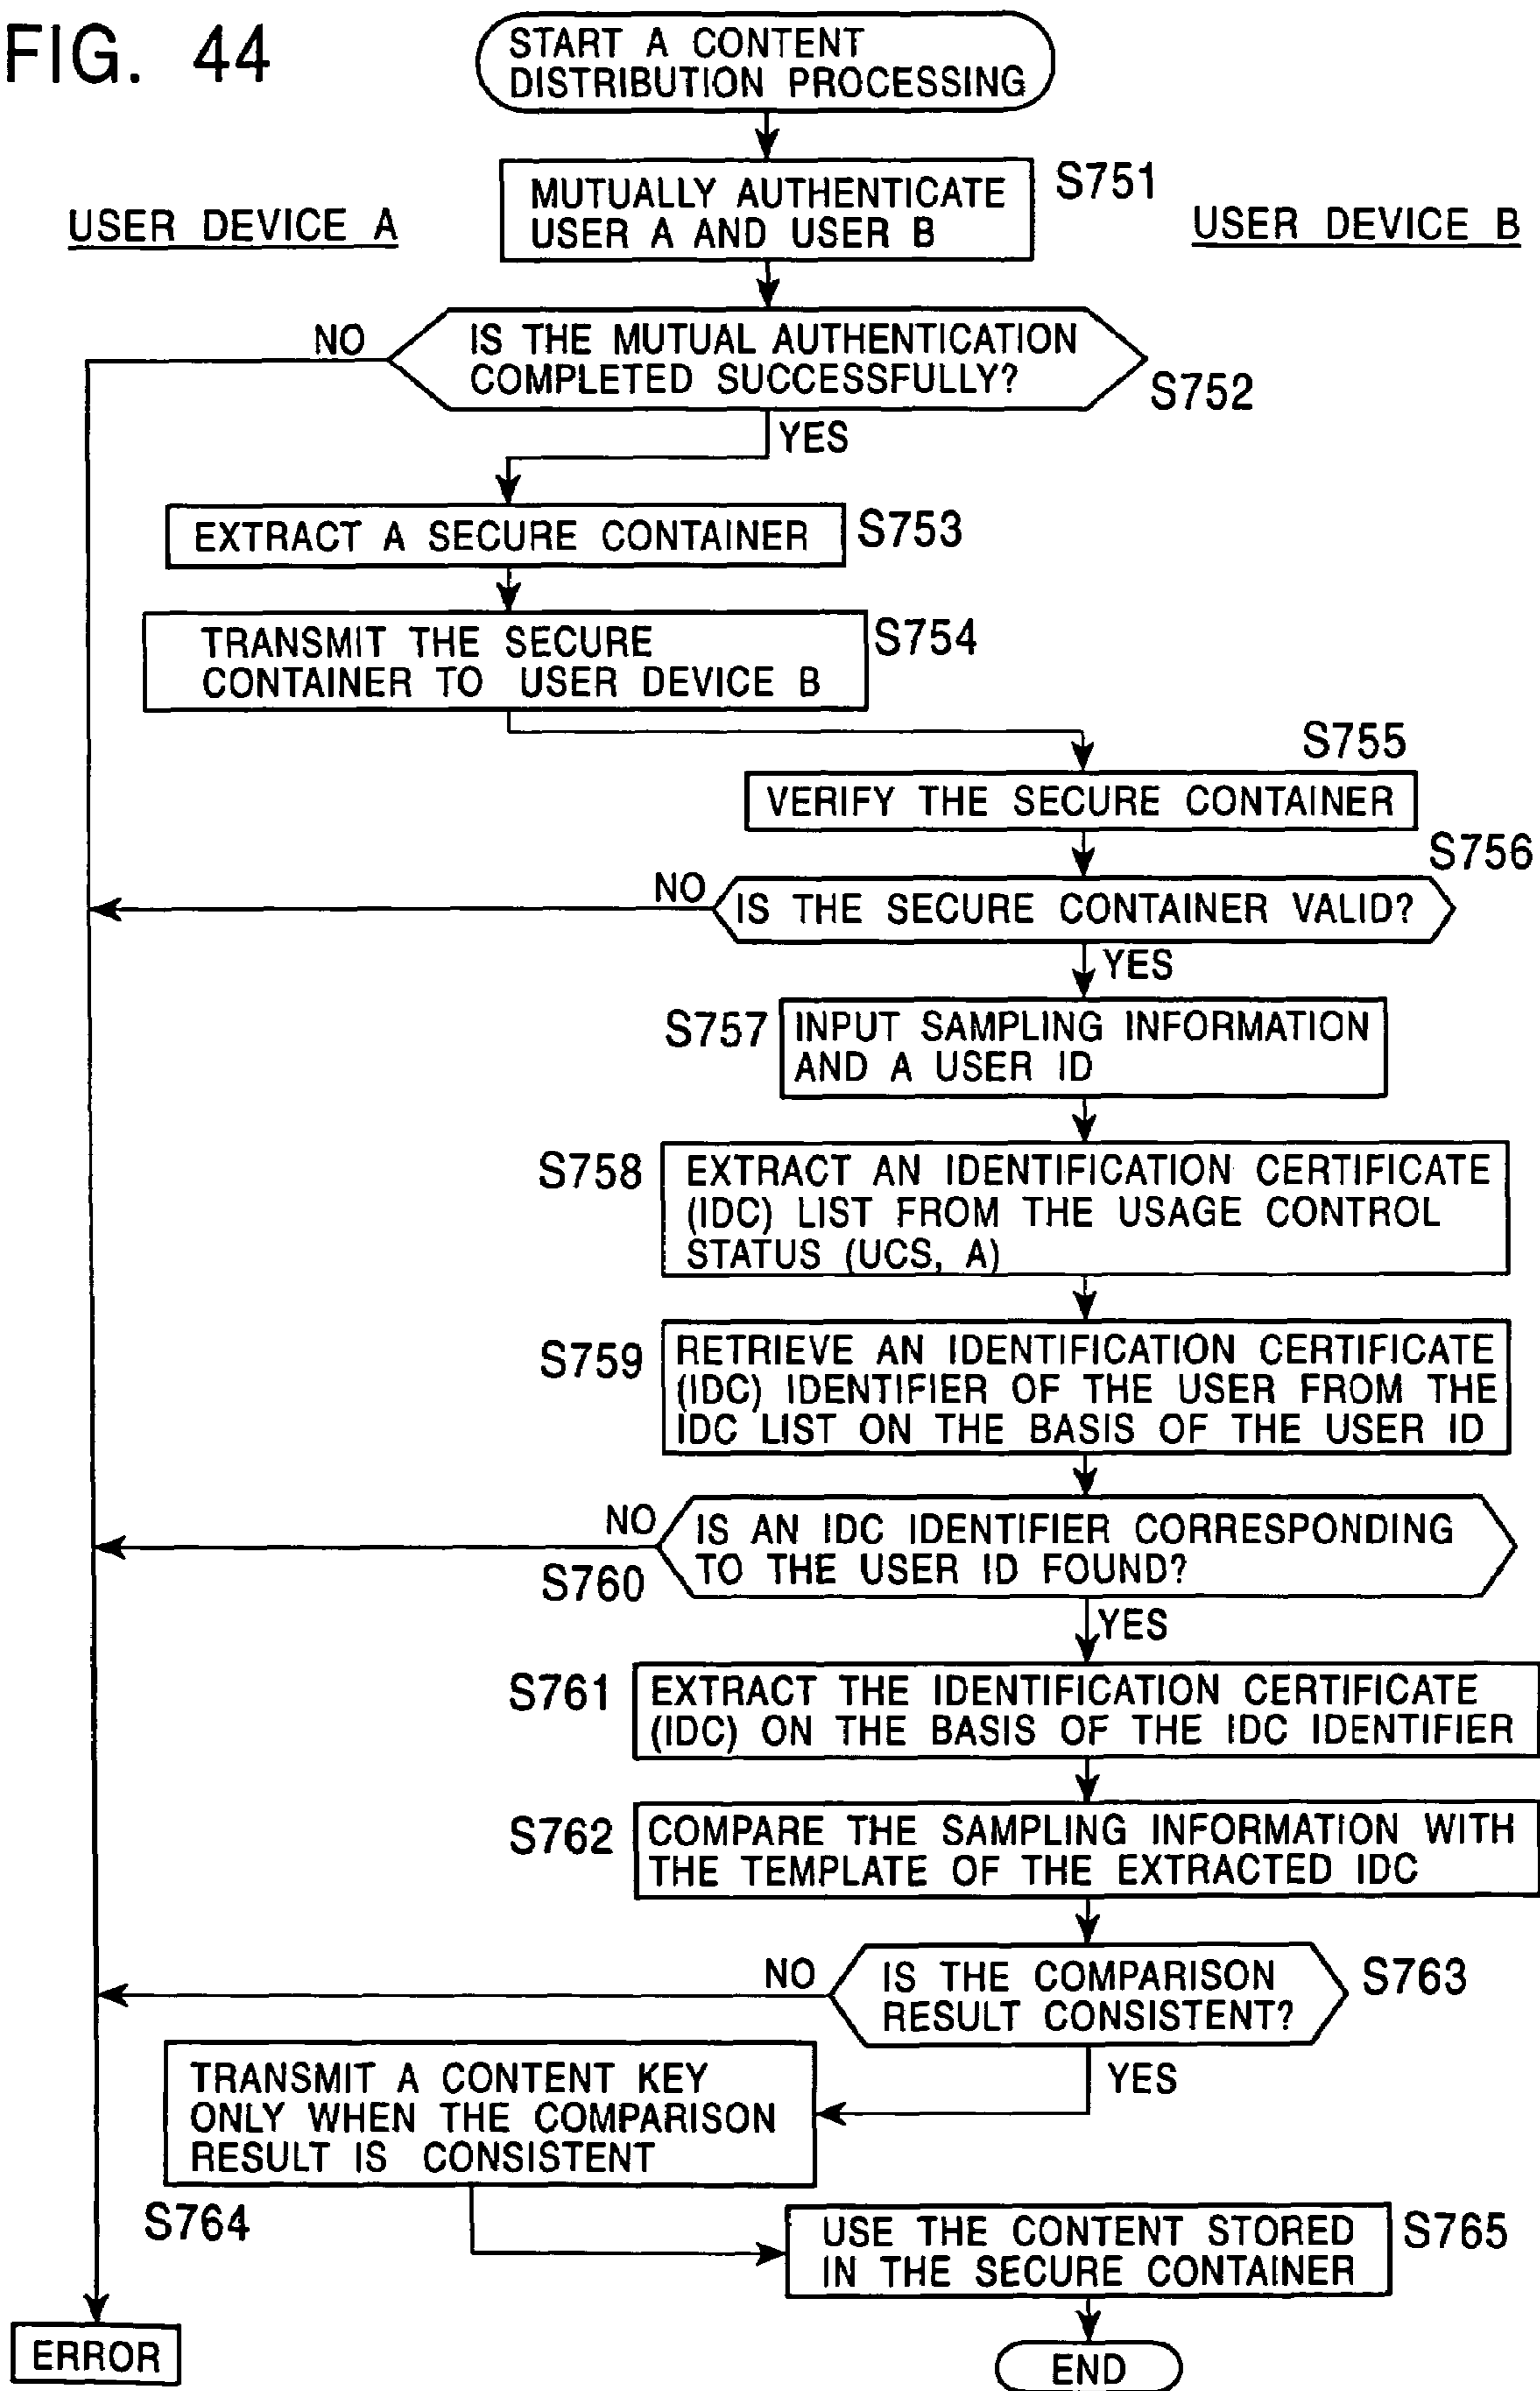 FIG. 44
START A CONTENT
DISTRIBUTION PROCESSING
USER DEVICE A
MUTUALLY AUTHENTICATE
USER A AND USER B
S751
USER DEVICE B
NO
IS THE MUTUAL AUTHENTICATION
COMPLETED SUCCESSFULLY?
S752
YES
EXTRACT A SECURE CONTAINER
S753
TRANSMIT THE SECURE
CONTAINER TO USER DEVICE B
S754
S755
VERIFY THE SECURE CONTAINER
S756
NO
IS THE SECURE CONTAINER VALID?
YES
S757
INPUT SAMPLING INFORMATION
AND A USER ID
S758
EXTRACT AN IDENTIFICATION CERTIFICATE
(IDC) LIST FROM THE USAGE CONTROL
STATUS (UCS, A)
S759
RETRIEVE AN IDENTIFICATION CERTIFICATE
(IDC) IDENTIFIER OF THE USER FROM THE
IDC LIST ON THE BASIS OF THE USER ID
NO
IS AN IDC IDENTIFIER CORRESPONDING
TO THE USER ID FOUND?
S760
YES
S761
EXTRACT THE IDENTIFICATION CERTIFICATE
(IDC) ON THE BASIS OF THE IDC IDENTIFIER
S762
COMPARE THE SAMPLING INFORMATION WITH
THE TEMPLATE OF THE EXTRACTED IDC
NO
IS THE COMPARISON
RESULT CONSISTENT?
S763
YES
TRANSMIT A CONTENT KEY
ONLY WHEN THE COMPARISON
RESULT IS CONSISTENT
S764
USE THE CONTENT STORED
IN THE SECURE CONTAINER
S765
ERROR
END